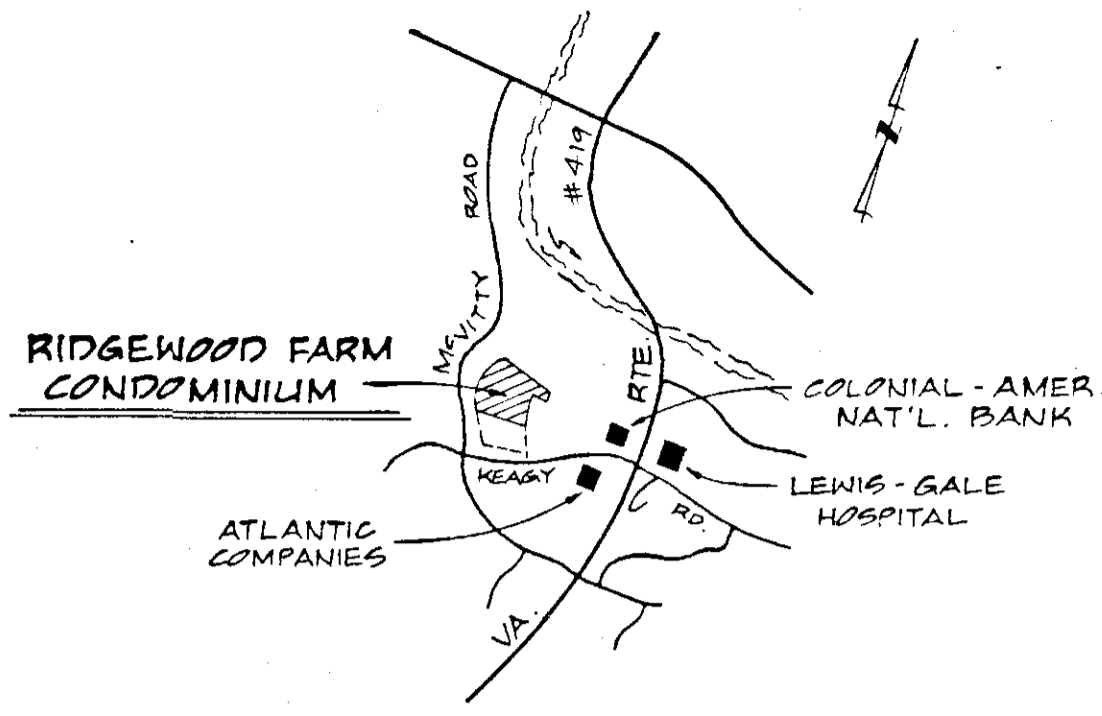 N
#419
ROAD
McVITTY
RIDGEWOOD FARM
CONDOMINIUM
RTE.
COLONIAL - AMER.
NAT'L. BANK
KEAGY
RD.
LEWIS - GALE
HOSPITAL
ATLANTIC
COMPANIES
VA.